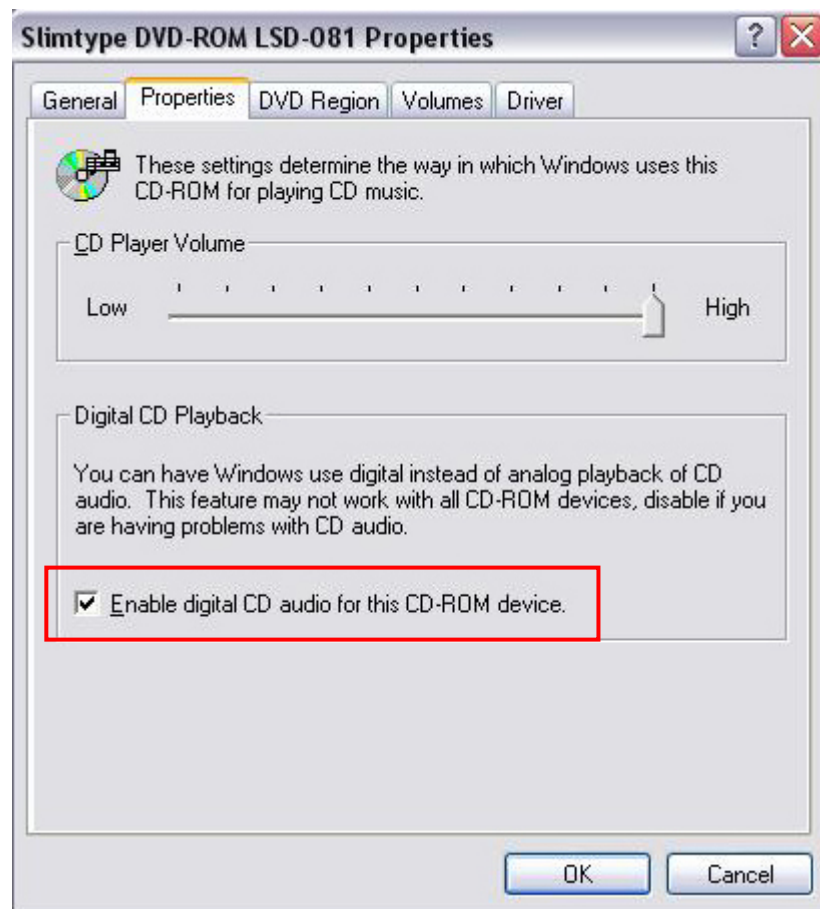 Slimtype DVD-ROM LSD-081 Properties
?
General Properties DVD Region Volumes Driver
These settings determine the way in which Windows uses this
CD-ROM for playing CD music.
CD Player Volume
Low High
Digital CD Playback
You can have Windows use digital instead of analog playback of CD
audio. This feature may not work with all CD-ROM devices, disable if you
are having problems with CD audio.
Enable digital CD audio for this CD-ROM device.
OK Cancel